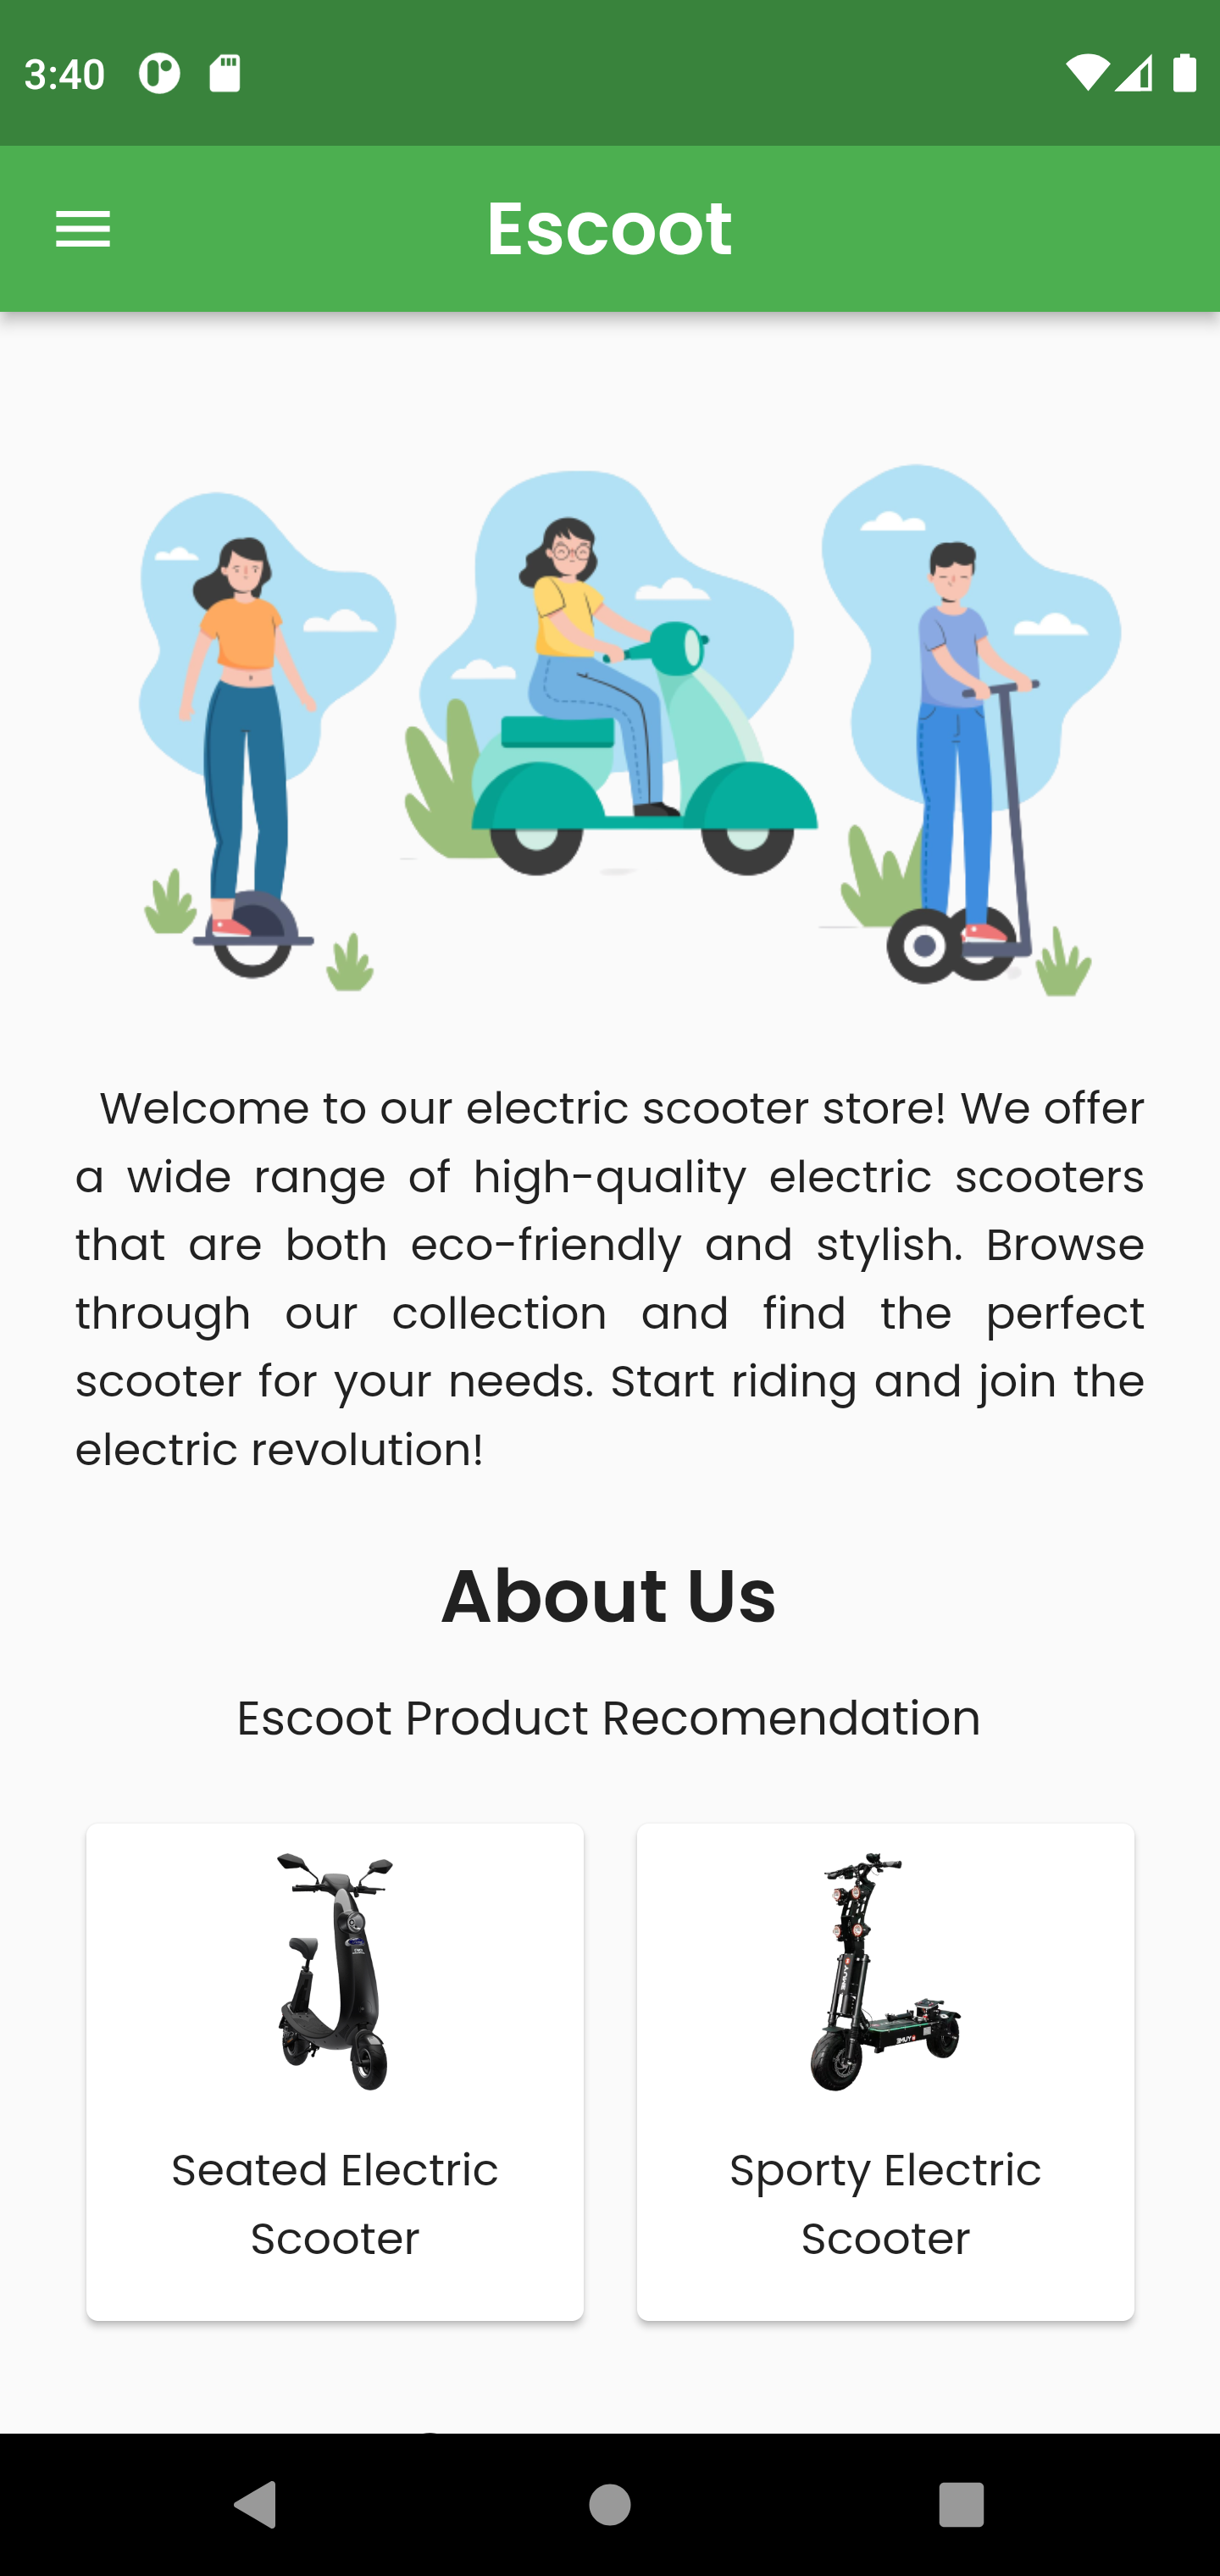 3:40
Escoot
Welcome to our electric scooter store! We offer
a wide range of high-quality electric scooters
that are both eco-friendly and stylish. Browse
through our collection and find the perfect
scooter for your needs. Start riding and join the
electric revolution!
About Us
Escoot Product Recomendation
Seated Electric
Scooter
Sporty Electric
Scooter